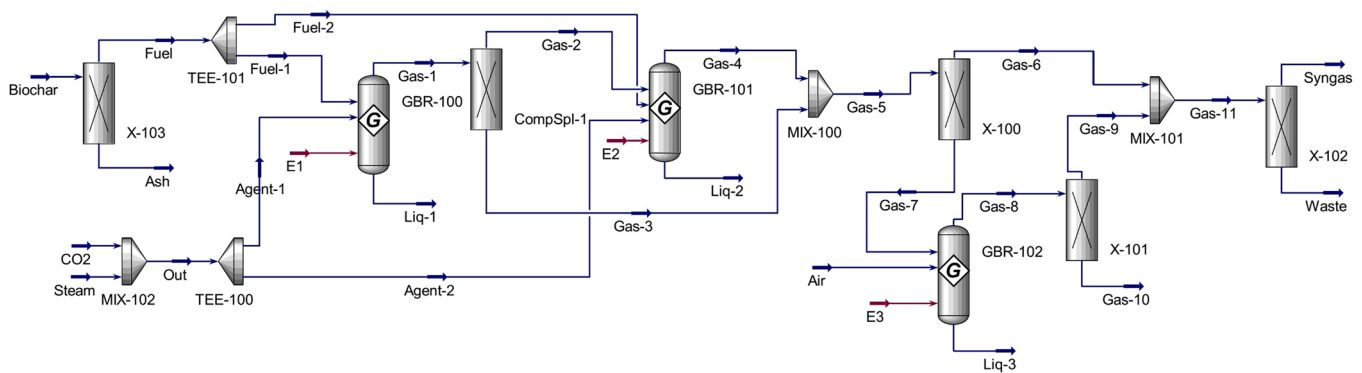 Fuel-2
Fuel
TEE-101
Fuel-1
Biochar
X-103
Ash
Agent-1
E1
G
Gas-1
GBR-100
Liq-1
CO2
Steam
MIX-102
Out
TEE-100
Agent-2
Gas-2
CompSpl-1
Gas-3
E2
G
Gas-4
GBR-101
Liq-2
MIX-100
Gas-5
X-100
Gas-6
Gas-7
Air
E3
G
Gas-8
GBR-102
Liq-3
Gas-9
X-101
Gas-10
MIX-101
Gas-11
Syngas
X-102
Waste